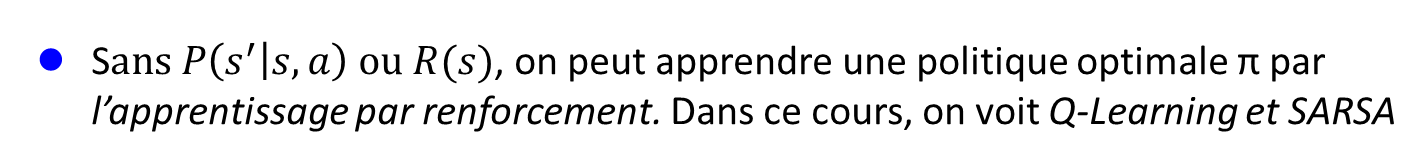 ● Sans P(s′|s, a) ou R(s), on peut apprendre une politique optimale π par
l’apprentissage par renforcement. Dans ce cours, on voit Q-Learning et SARSA